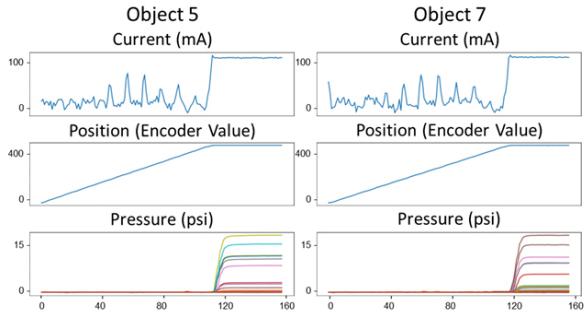 Object 5
Object 7
Current (mA)
Current (mA)
100
0
100
0
Position (Encoder Value)
Position (Encoder Value)
400
0
400
0
Pressure (psi)
Pressure (psi)
15
0
15
0
0 40 80 120 160
0 40 80 120 160